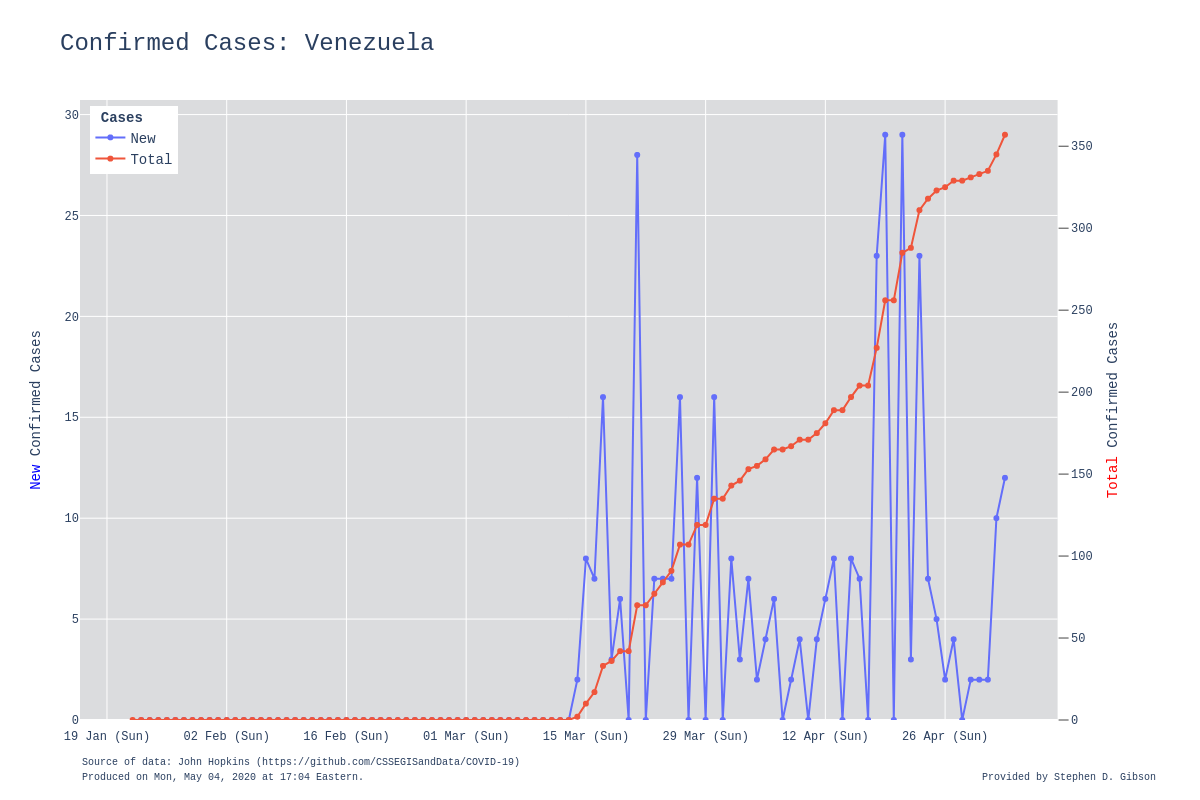 Confirmed Cases: Venezuela
Cases
New
Total
30
25
20
15
10
5
0
New Confirmed Cases
350
300
250
200
150
100
50
0
Total Confirmed Cases
19 Jan (Sun) 02 Feb (Sun) 16 Feb (Sun) 01 Mar (Sun) 15 Mar (Sun) 29 Mar (Sun) 12 Apr (Sun) 26 Apr (Sun)
Source of data: John Hopkins (https://github.com/CSSEGISandData/COVID-19)
Produced on Mon, May 04, 2020 at 17:04 Eastern.
Provided by Stephen D. Gibson